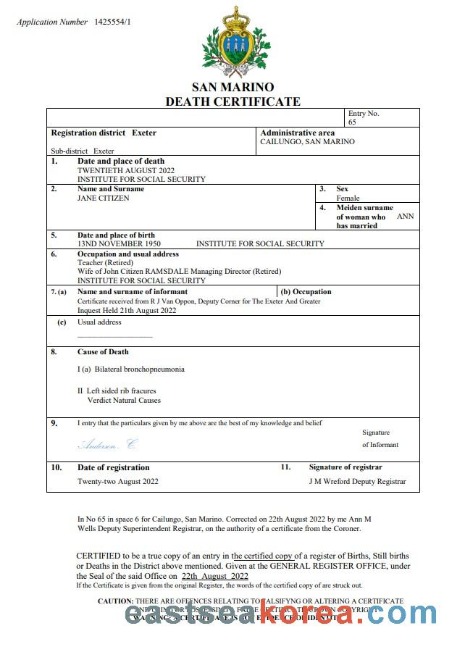 Application Number 1425554/1
SAN MARINO
DEATH CERTIFICATE
Entry No.
65
Registration district Exeter
Sub-district Exeter
Administrative area
CAILUNGO, SAN MARINO
1. Date and place of death
TWENTIETH AUGUST 2022
INSTITUTE FOR SOCIAL SECURITY
2. Name and Surname
JANE CITIZEN
3. Sex
Female
4. Meiden surname
of woman who ANN
has married
5. Date and place of birth
13ND NOVEMBER 1950 INSTITUTE FOR SOCIAL SECURITY
6. Occupation and usual address
Teacher (Retired)
Wife of John Citizen RAMSDALE Managing Director (Retired)
INSTITUTE FOR SOCIAL SECURITY
7. (a) Name and surname of informant (b) Occupation
Certificate received from R J Van Oppon, Deputy Corner for The Exeter And Greater
Inquest Held 21th August 2022
(c) Usual address
8. Cause of Death
I (a) Bilateral bronchopneumonia
II Left sided rib fracures
Verdict Natural Causes
9. I entry that the particulars given by me above are the best of my knowledge and belief
Signature
of Informant
Anderson C.
10. Date of registration
Twenty-two August 2022
11. Signature of registrar
J M Wreford Deputy Registrar
In No 65 in space 6 for Cailungo, San Marino. Corrected on 22th August 2022 by me Ann M
Wells Deputy Superintendent Registrar, on the authority of a certificate from the Coroner.
CERTIFIED to be a true copy of an entry in the certified copy of a register of Births, Still births
or Deaths in the District above mentioned. Given at the GENERAL REGISTER OFFICE, under
the Seal of the said Office on 22th August 2022
If the Certificate is given from the original Register, the words of the certified copy of are struck out.
CAUTION: THERE ARE OFFENCES RELATING TO FALSIFYING OR ALTERING A CERTIFICATE
eastseakorea.com